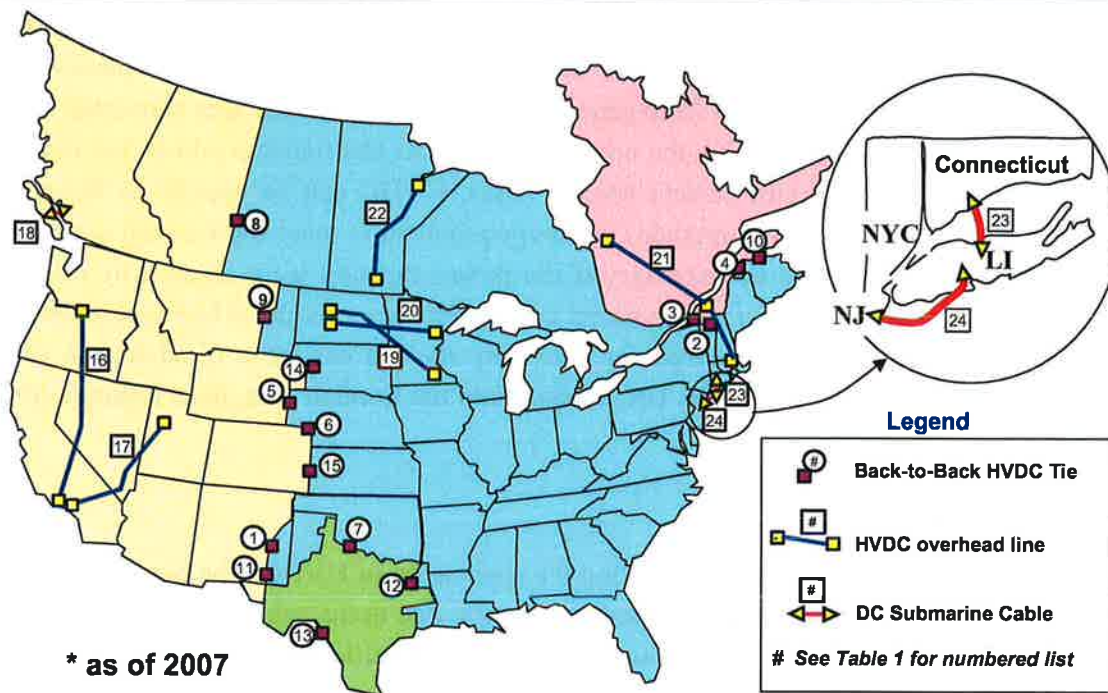 Connecticut
23
NYC
LI
NJ
24
8
22
18
21
10
4
9
20
3
2
16
14
19
5
23
24
6
17
15
1
7
11
12
13
* as of 2007
Legend
# Back-to-Back HVDC Tie
# HVDC overhead line
# DC Submarine Cable
# See Table 1 for numbered list